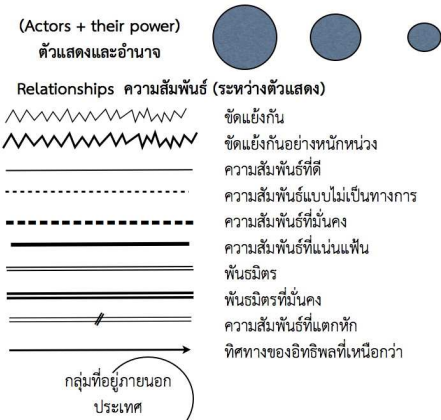 (Actors + their power)
ตัวแสดงและอำนาจ
Relationships ความสัมพันธ์ (ระหว่างตัวแสดง)
ขัดแย้งกัน
ขัดแย้งกันอย่างหนักหน่วง
ความสัมพันธ์ที่ดี
ความสัมพันธ์แบบไม่เป็นทางการ
ความสัมพันธ์ที่มั่นคง
ความสัมพันธ์ที่แน่นแฟ้น
พันธมิตร
พันธมิตรที่มั่นคง
ความสัมพันธ์ที่แตกหัก
ทิศทางของอิทธิพลที่เหนือกว่า
กลุ่มที่อยู่ภายนอก
ประเทศ